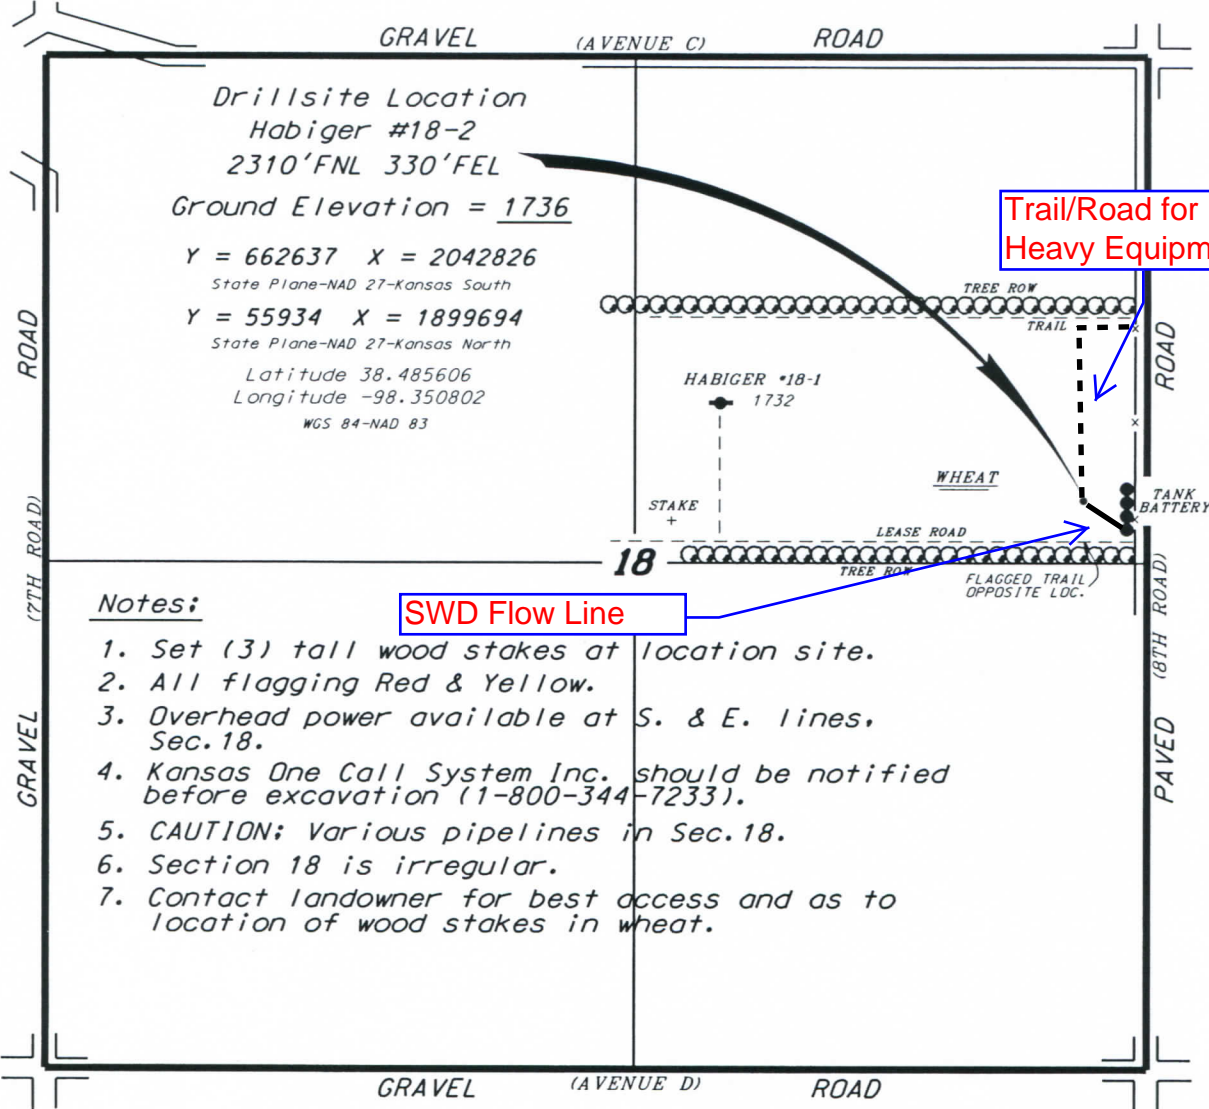 GRAVEL (AVENUE C) ROAD
Drillsite Location
Habiger #18-2
2310'FNL 330'FEL
Ground Elevation = 1736
Y = 662637 X = 2042826
State Plane-NAD 27-Kansas South
Y = 55934 X = 1899694
State Plane-NAD 27-Kansas North
Latitude 38.485606
Longitude -98.350802
WGS 84-NAD 83
Trail/Road for
Heavy Equipm
TREE ROW
TRAIL
HABIGER #18-1
1732
WHEAT
STAKE
+
TANK
BATTERY
LEASE ROAD
18
TREE ROW
FLAGGED TRAIL
OPPOSITE LOC.
SWD Flow Line
ROAD
(7TH ROAD)
GRAVEL
ROAD
(8TH ROAD)
PAVED
Notes:
1. Set (3) tall wood stakes at location site.
2. All flagging Red & Yellow.
3. Overhead power available at S. & E. lines,
Sec.18.
4. Kansas One Call System Inc. should be notified
before excavation (1-800-344-7233).
5. CAUTION: Various pipelines in Sec.18.
6. Section 18 is irregular.
7. Contact landowner for best access and as to
location of wood stakes in wheat.
GRAVEL (AVENUE D) ROAD